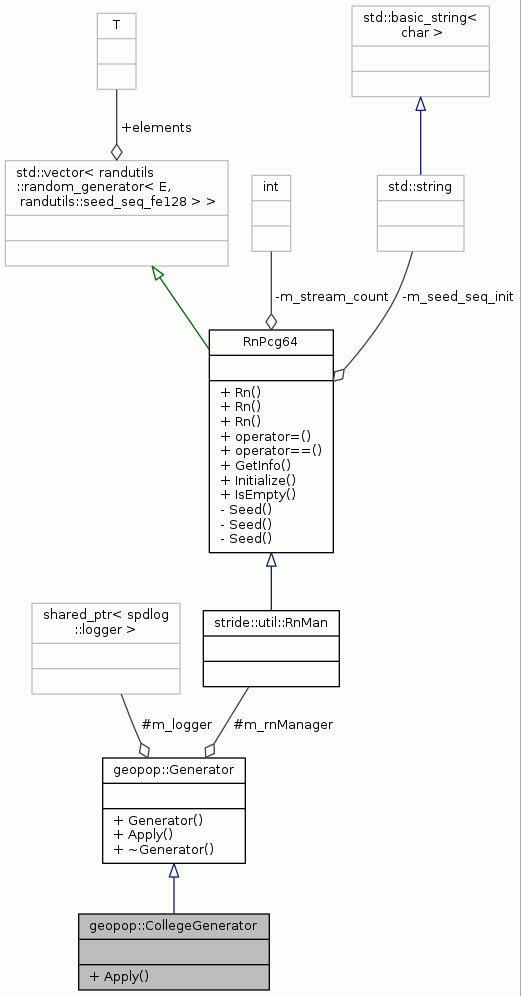 T
std::basic_string<
char >
+elements
std::vector< randutils
::random_generator< E,
randutils::seed_seq_fe128 > >
int
std::string
-m_stream_count
-m_seed_seq_init
RnPcg64
+ Rn()
+ Rn()
+ Rn()
+ operator=()
+ operator==()
+ GetInfo()
+ Initialize()
+ IsEmpty()
- Seed()
- Seed()
- Seed()
shared_ptr< spdlog
::logger >
stride::util::RnMan
#m_logger
#m_rnManager
geopop::Generator
+ Generator()
+ Apply()
+ ~Generator()
geopop::CollegeGenerator
+ Apply()